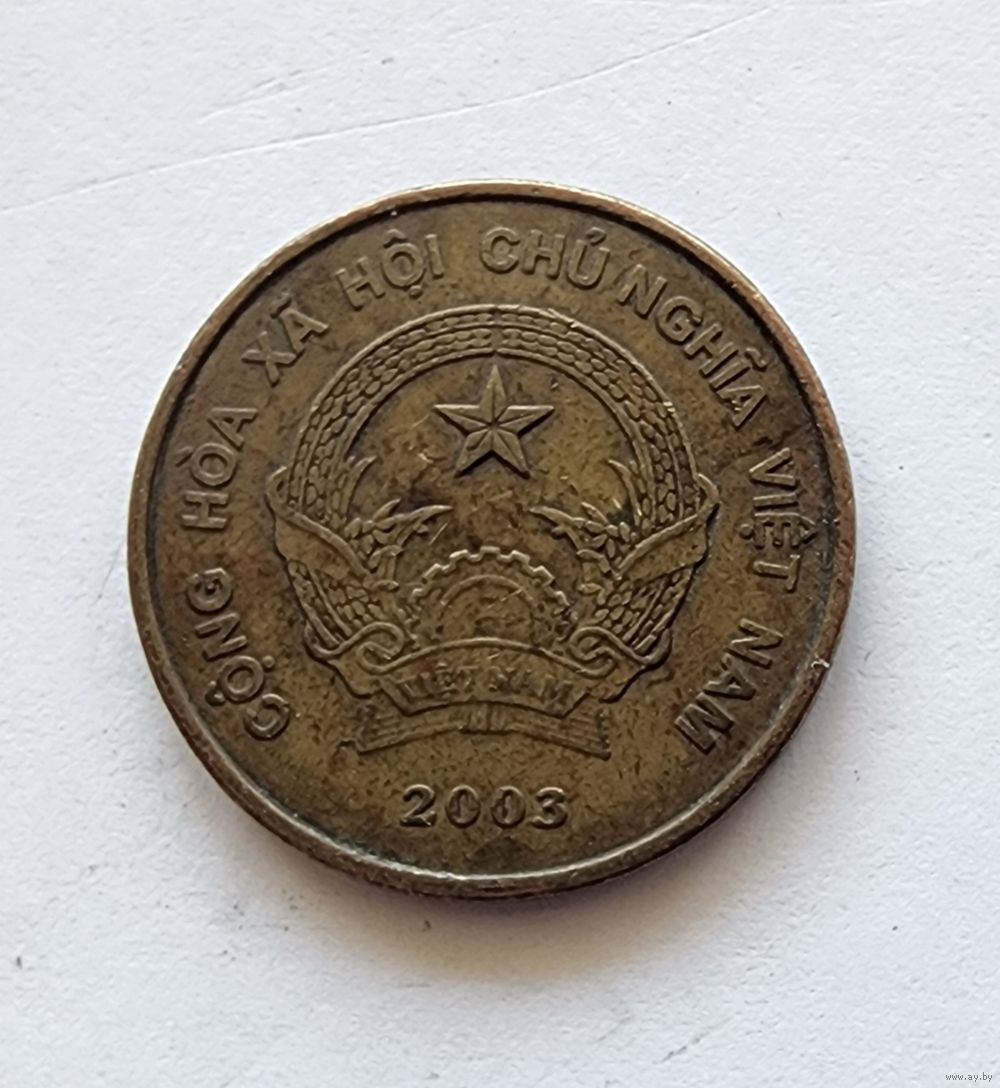 CỘNG HÒA XÃ HỘI CHỦ NGHĨA VIỆT NAM
VIỆT NAM
2003
www.ay.by